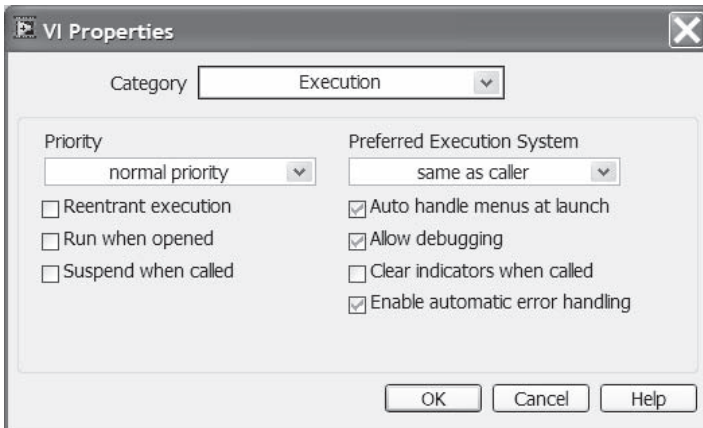 VI Properties
Category Execution
Priority
normal priority
Reentrant execution
Run when opened
Suspend when called
Preferred Execution System
same as caller
Auto handle menus at launch
Allow debugging
Clear indicators when called
Enable automatic error handling
OK Cancel Help